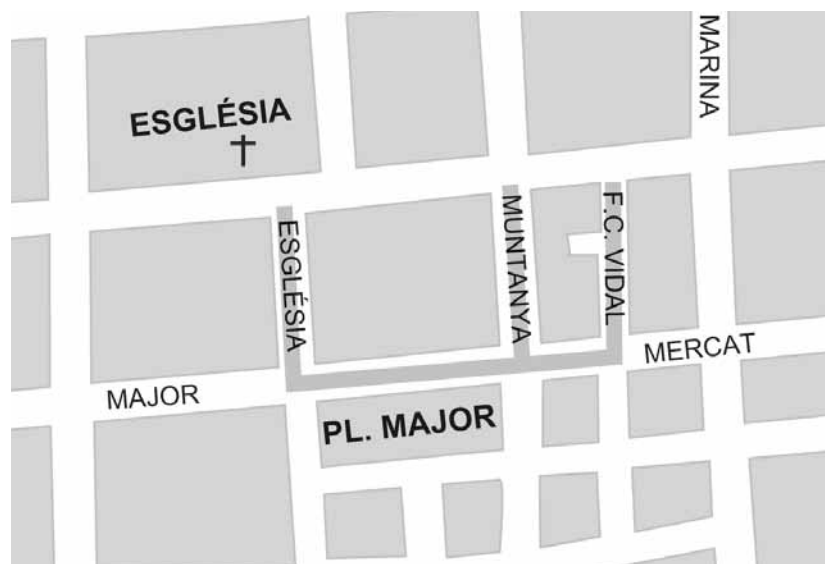 MARINA
ESGLÉSIA
ESGLÉSIA
MUNTANYA
F.C. VIDAL
MERCAT
MAJOR
PL. MAJOR